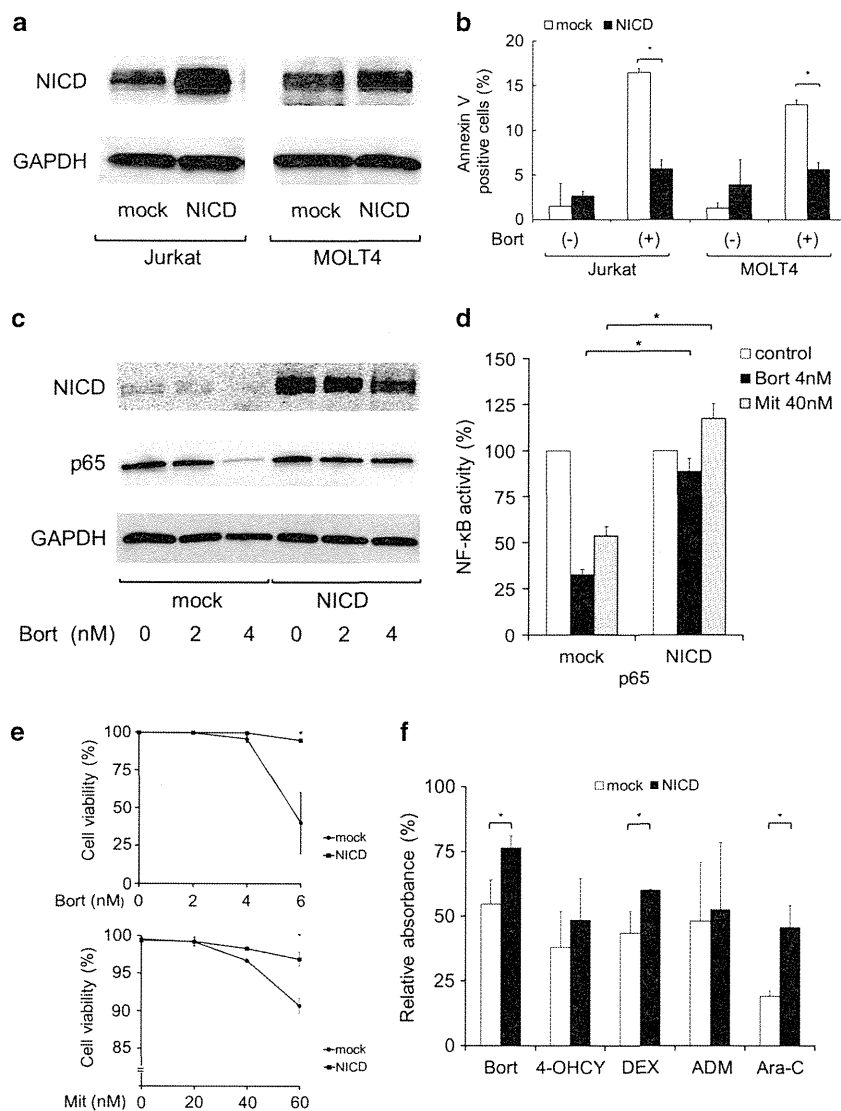 a
NICD
GAPDH
mock NICD mock NICD
Jurkat MOLT4
b
mock NICD
Annexin V
positive cells (%)
20
15
10
5
0
* *
Bort (-) (+) (-) (+)
Jurkat MOLT4
c
NICD
p65
GAPDH
mock NICD
Bort (nM) 0 2 4 0 2 4
d
* *
control
Bort 4nM
Mit 40nM
NF-κB activity (%)
150
125
100
75
50
25
0
mock NICD
p65
e
Cell viability (%)
100
75
50
25
0
*
mock
NICD
0 2 4 6
Bort (nM)
Cell viability (%)
100
95
90
85
mock
NICD
0 20 40 60
Mit (nM)
f
mock NICD
Relative absorbance (%)
100
75
50
25
0
* * *
Bort 4-OHCY DEX ADM Ara-C